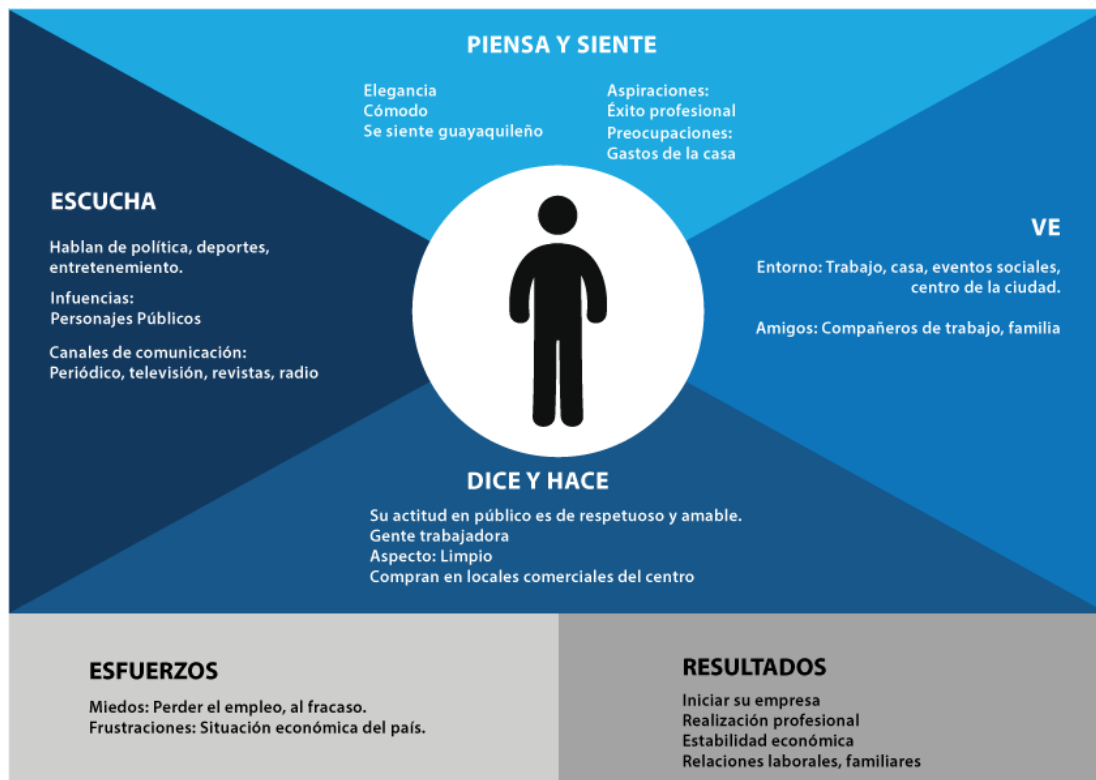 PIENSA Y SIENTE
Elegancia
Cómodo
Se siente guayaquileño
Aspiraciones:
Éxito profesional
Preocupaciones:
Gastos de la casa
ESCUCHA
Hablan de política, deportes,
entretenemiento.
Infuencias:
Personajes Públicos
Canales de comunicación:
Periódico, televisión, revistas, radio
VE
Entorno: Trabajo, casa, eventos sociales,
centro de la ciudad.
Amigos: Compañeros de trabajo, familia
DICE Y HACE
Su actitud en público es de respetuoso y amable.
Gente trabajadora
Aspecto: Limpio
Compran en locales comerciales del centro
ESFUERZOS
Miedos: Perder el empleo, al fracaso.
Frustraciones: Situación económica del país.
RESULTADOS
Iniciar su empresa
Realización profesional
Estabilidad económica
Relaciones laborales, familiares